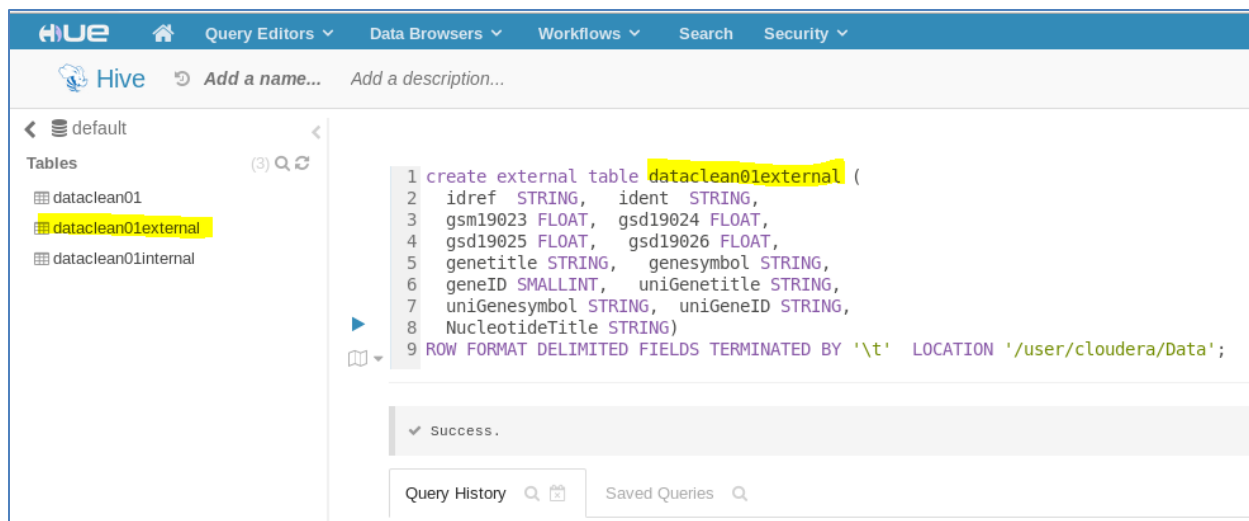 HUE Query Editors Data Browsers Workflows Search Security
Hive Add a name... Add a description...
default
Tables (3)
dataclean01
dataclean01external
dataclean01internal
1 create external table dataclean01external (
2 idref STRING, ident STRING,
3 gsm19023 FLOAT, gsd19024 FLOAT,
4 gsd19025 FLOAT, gsd19026 FLOAT,
5 genetitle STRING, genesymbol STRING,
6 geneID SMALLINT, uniGenetitle STRING,
7 uniGenesymbol STRING, uniGeneID STRING,
8 NucleotideTitle STRING)
9 ROW FORMAT DELIMITED FIELDS TERMINATED BY '\t' LOCATION '/user/cloudera/Data';
Success.
Query History Saved Queries